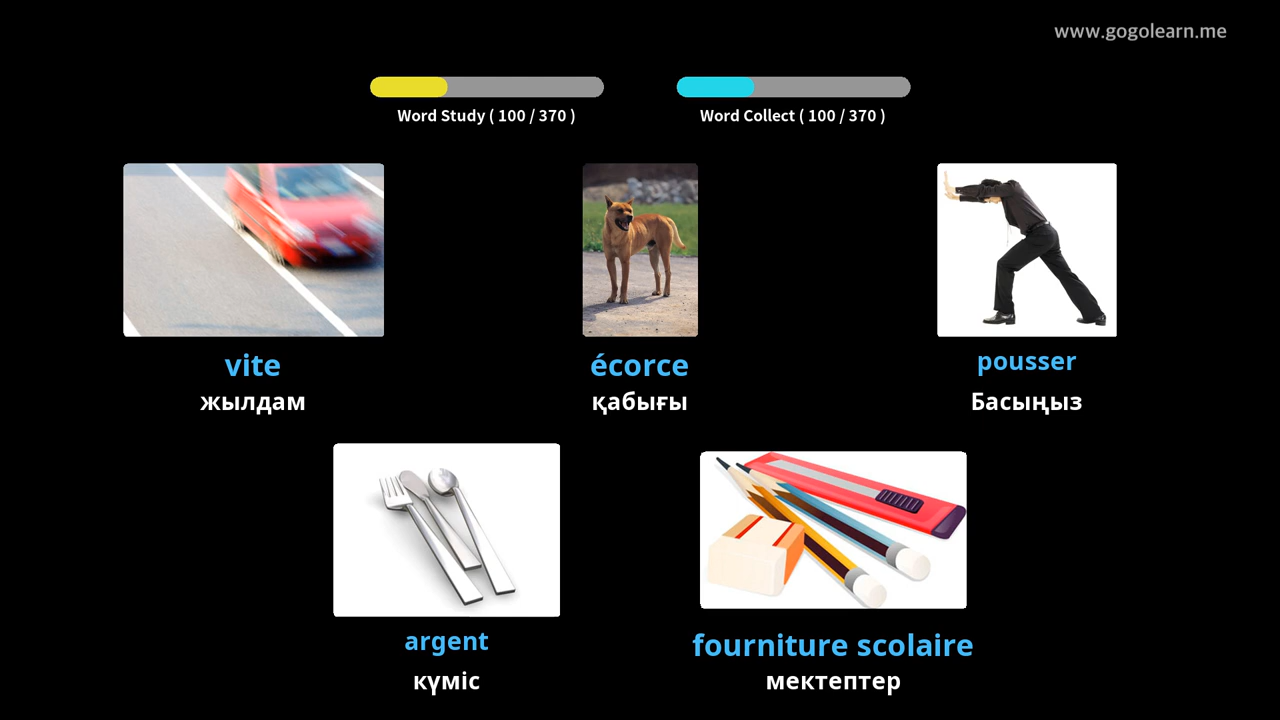 www.gogolearn.me
Word Study ( 100 / 370 )
Word Collect ( 100 / 370 )
vite
жылдам
écorce
қабығы
pousser
Басыңыз
argent
күміс
fourniture scolaire
мектептер